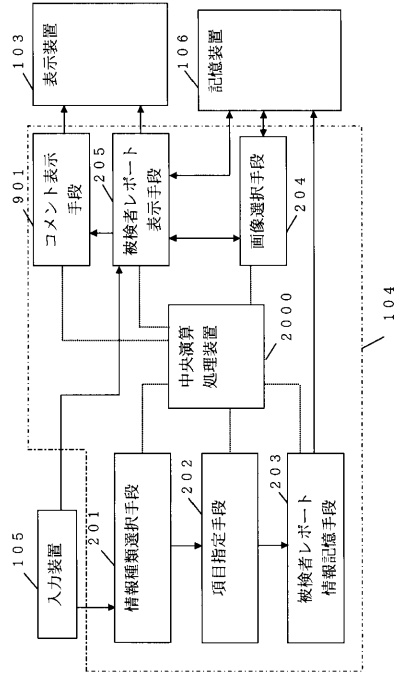 105
入力装置
201
情報種類選択手段
202
項目指定手段
203
被検者レポート
情報記憶手段
中央演算
処理装置
2000
901
コメント表示
手段
205
被検者レポート
表示手段
画像選択手段
204
103
表示装置
106
記憶装置
104